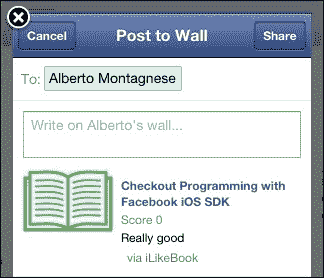 Cancel
Post to Wall
Share
To: Alberto Montagnese
Write on Alberto's wall...
Checkout Programming with
Facebook iOS SDK
Score 0
Really good
via iLikeBook